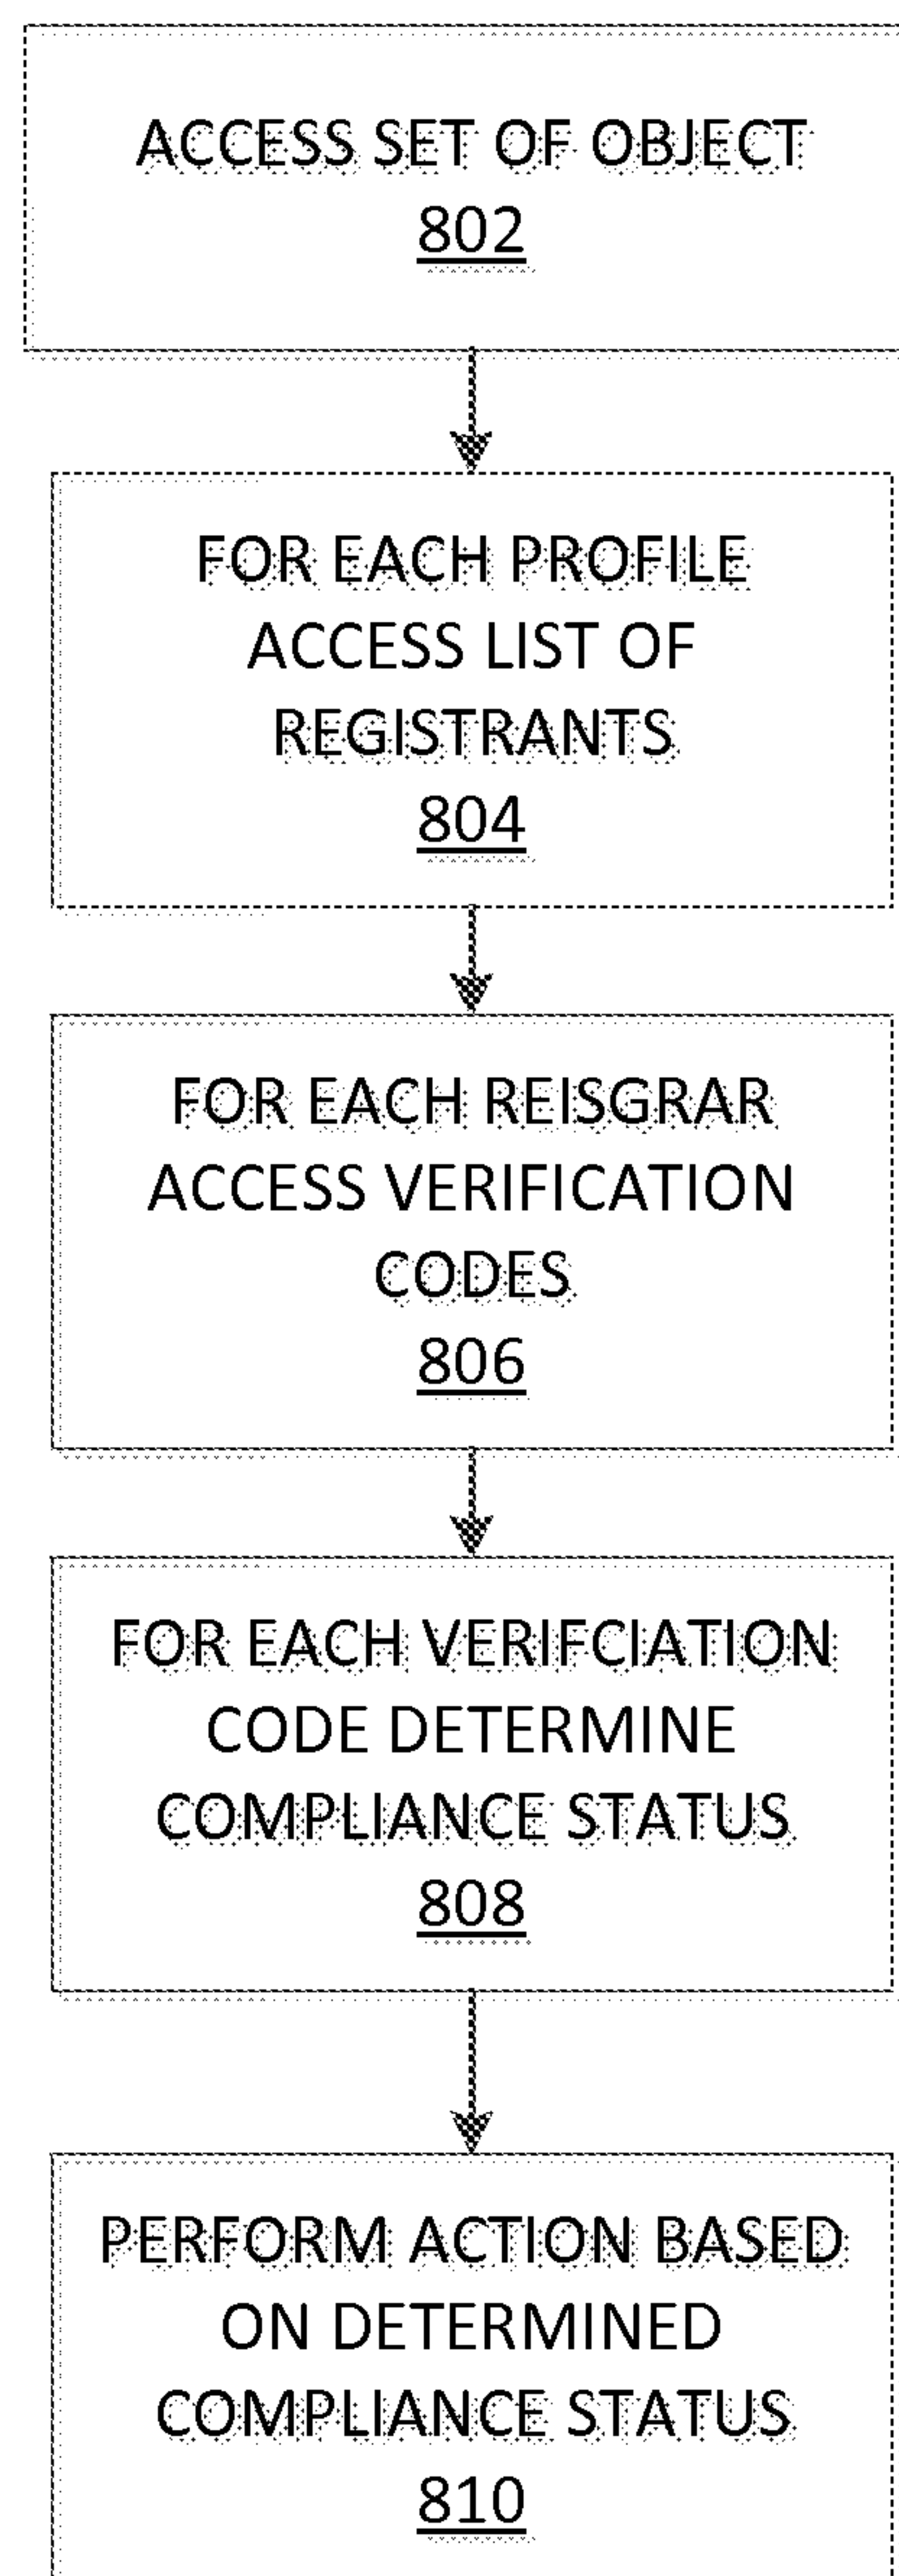 ACCESS SET OF OBJECT
802
FOR EACH PROFILE
ACCESS LIST OF
REGISTRANTS
804
FOR EACH REISGRAR
ACCESS VERIFICATION
CODES
806
FOR EACH VERIFCIATION
CODE DETERMINE
COMPLIANCE STATUS
808
PERFORM ACTION BASED
ON DETERMINED
COMPLIANCE STATUS
810